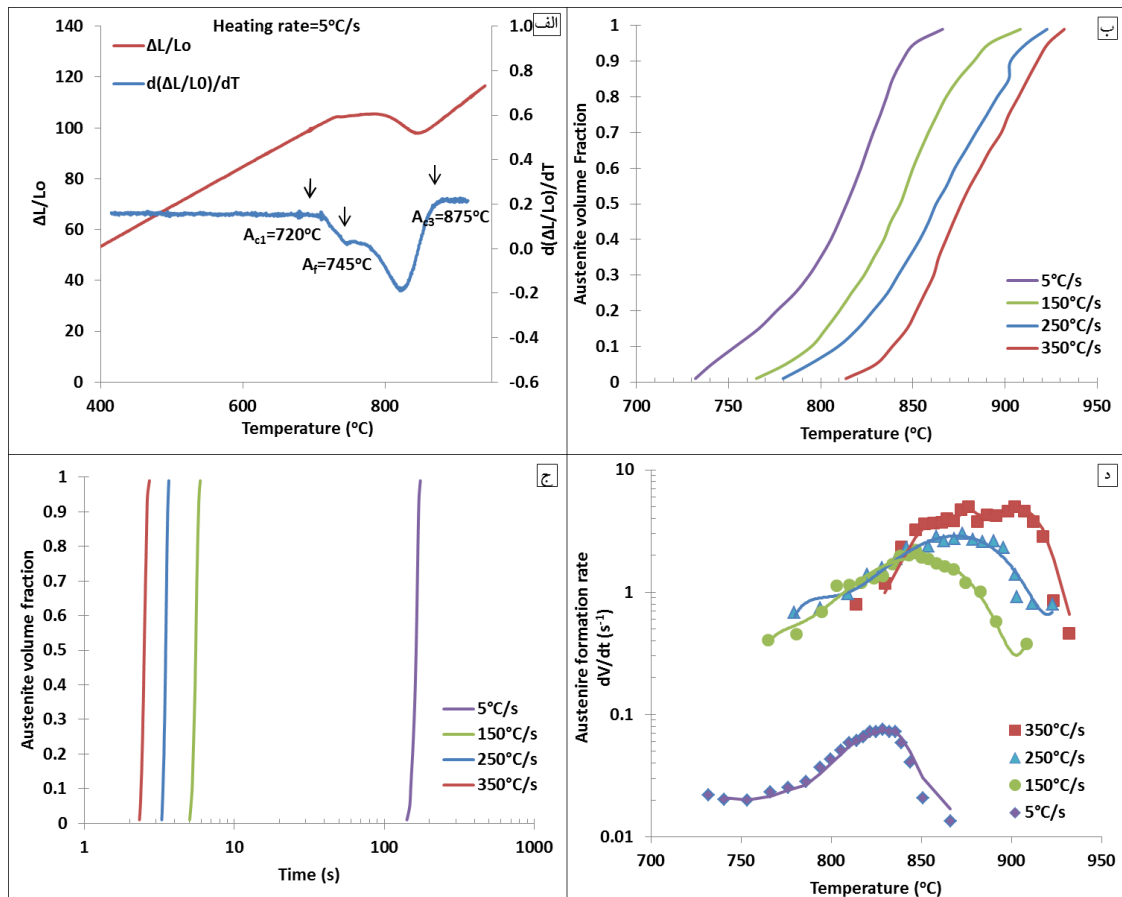 الف
Heating rate=5°C/s
ΔL/Lo
d(ΔL/L0)/dT
140
120
100
80
60
40
20
0
1.0
0.8
0.6
0.4
0.2
0.0
-0.2
-0.4
-0.6
400
600
800
ΔL/Lo
d(ΔL/Lo)/dT
Ac1=720°C
Af=745°C
Ac3=875°C
Temperature (°C)
ب
1
0.9
0.8
0.7
0.6
0.5
0.4
0.3
0.2
0.1
0
Austenite volume Fraction
5°C/s
150°C/s
250°C/s
350°C/s
700
750
800
850
900
950
Temperature (°C)
ج
1
0.9
0.8
0.7
0.6
0.5
0.4
0.3
0.2
0.1
0
Austenite volume fraction
5°C/s
150°C/s
250°C/s
350°C/s
1
10
100
1000
Time (s)
د
10
1
0.1
0.01
Austenire formation rate
dV/dt (s⁻¹)
350°C/s
250°C/s
150°C/s
5°C/s
700
750
800
850
900
950
Temperature (°C)